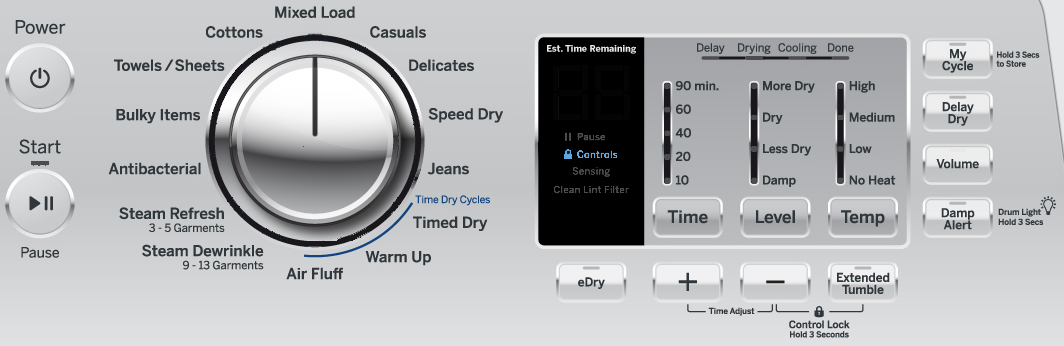 Power
Start
Pause
Mixed Load
Cottons
Casuals
Towels / Sheets
Delicates
Bulky Items
Speed Dry
Antibacterial
Jeans
Time Dry Cycles
Steam Refresh
3 - 5 Garments
Timed Dry
Steam Dewrinkle
9 - 13 Garments
Warm Up
Air Fluff
Est. Time Remaining
Pause
Controls
Sensing
Clean Lint Filter
Delay Drying Cooling Done
90 min.
60
40
20
10
Time
More Dry
Dry
Less Dry
Damp
Level
High
Medium
Low
No Heat
Temp
eDry
+
−
Extended
Tumble
Time Adjust
Control Lock
Hold 3 Seconds
My
Cycle
Hold 3 Secs
to Store
Delay
Dry
Volume
Damp
Alert
Drum Light
Hold 3 Secs